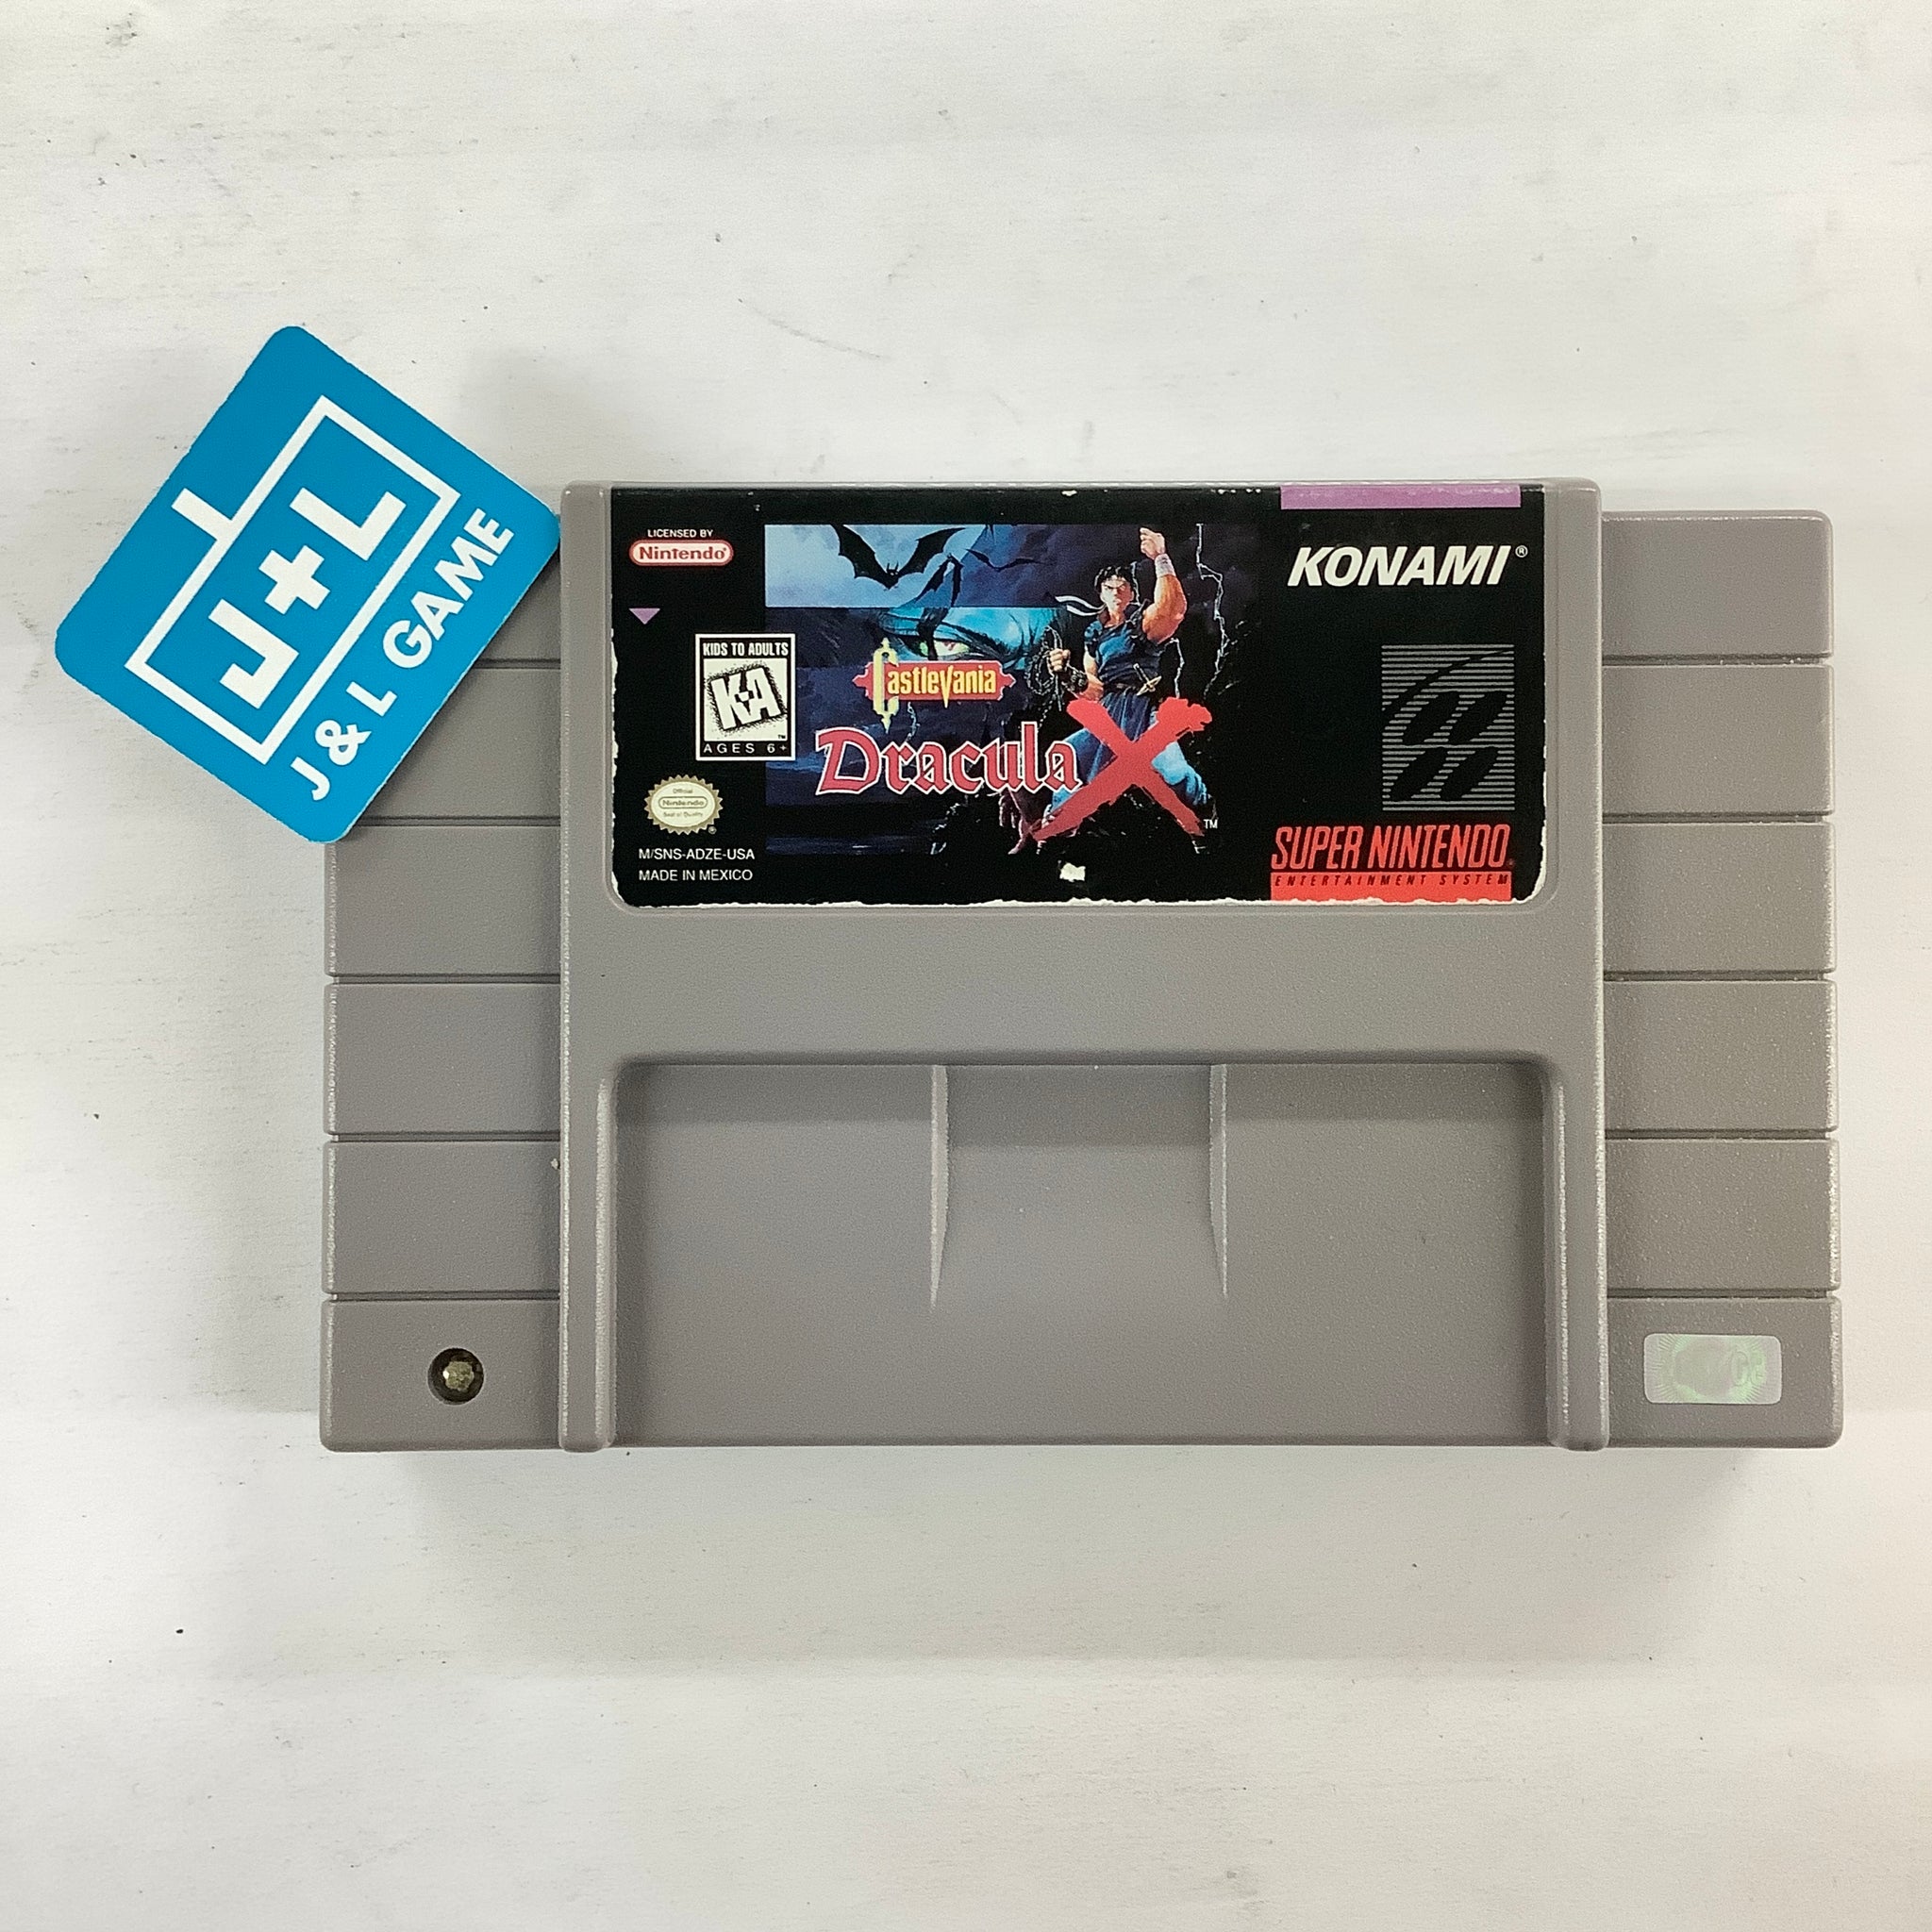 J+L
J & L GAME
LICENSED BY
Nintendo®
KONAMI®
KIDS TO ADULTS
K-A
AGES 6+
Castlevania
Dracula X
TM
Official
Nintendo
Seal of Quality
M/SNS-ADZE-USA
MADE IN MEXICO
SUPER NINTENDO
ENTERTAINMENT SYSTEM